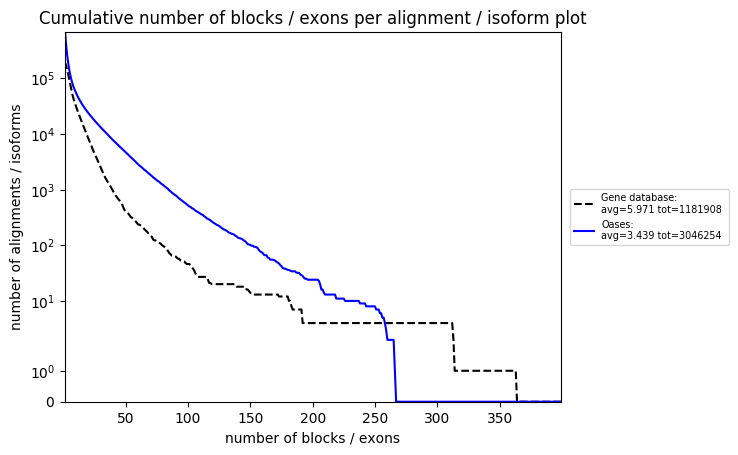 Cumulative number of blocks / exons per alignment / isoform plot
number of alignments / isoforms
10^5
10^4
10^3
10^2
10^1
10^0
0
50 100 150 200 250 300 350
number of blocks / exons
Gene database:
avg=5.971 tot=1181908
Oases:
avg=3.439 tot=3046254